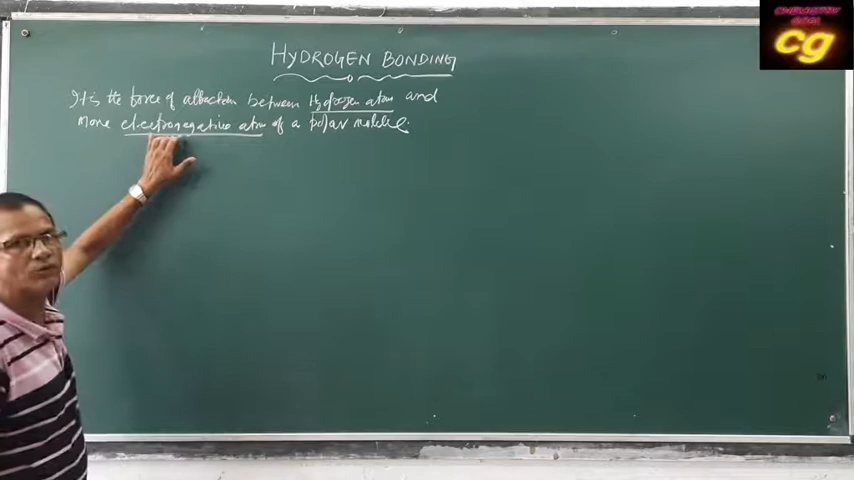 CHEMISTRY
cg
HYDROGEN BONDING
It is the force of attraction between Hydrogen atom and
more electronegative atom of a polar molecule.